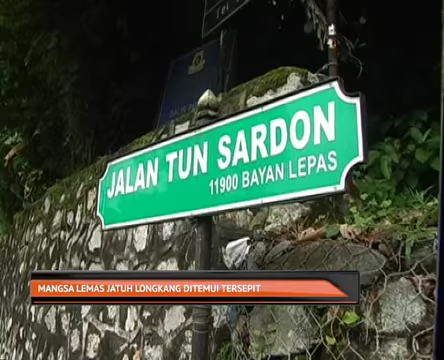 JALAN TUN SARDON
11900 BAYAN LEPAS
MANGSA LEMAS JATUH LONGKANG DITEMUI TERSEPIT